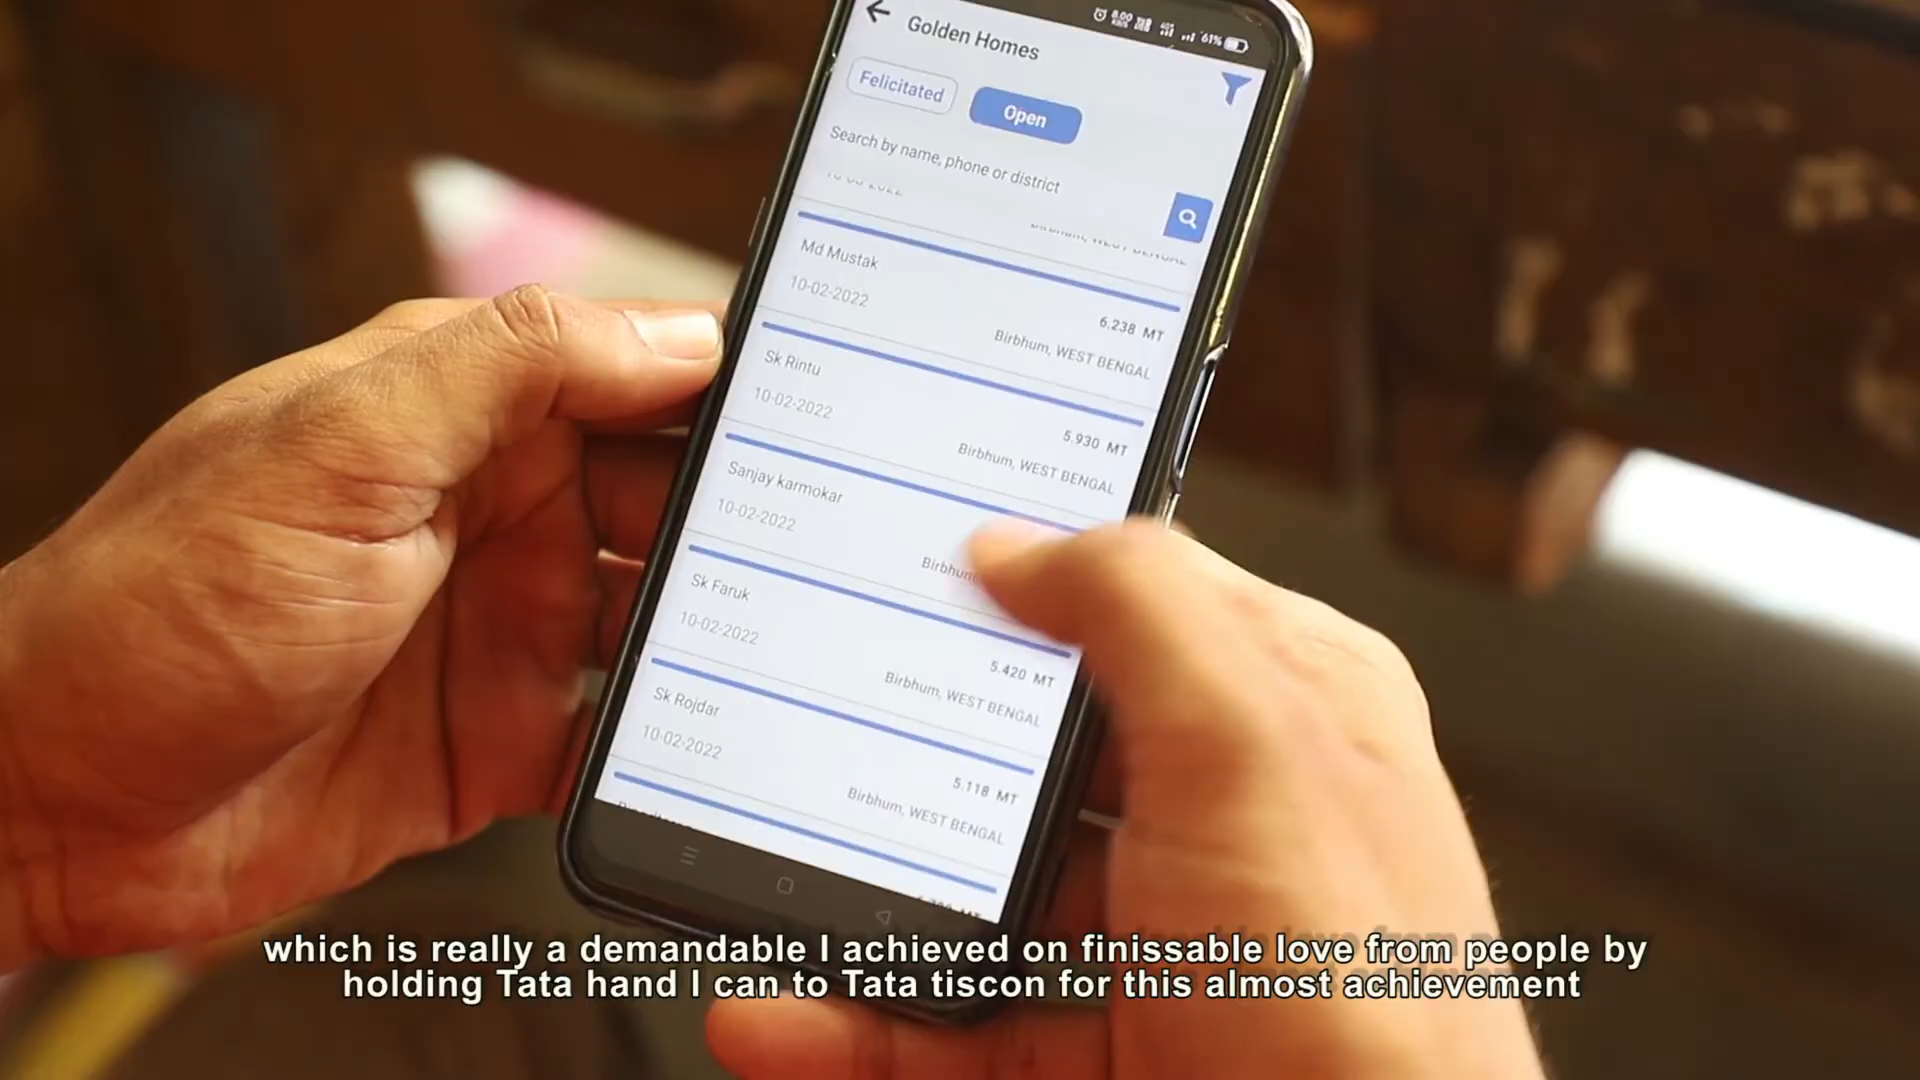 Golden Homes
61%
Felicitated
Open
Search by name, phone or district
Md Mustak
10-02-2022
6.238 MT
Birbhum, WEST BENGAL
Sk Rintu
10-02-2022
5.930 MT
Birbhum, WEST BENGAL
Sanjay karmokar
10-02-2022
Sk Faruk
10-02-2022
5.420 MT
Birbhum, WEST BENGAL
Sk Rojdar
10-02-2022
5.118 MT
Birbhum, WEST BENGAL
which is really a demandable I achieved on finissable love from people by
holding Tata hand I can to Tata tiscon for this almost achievement